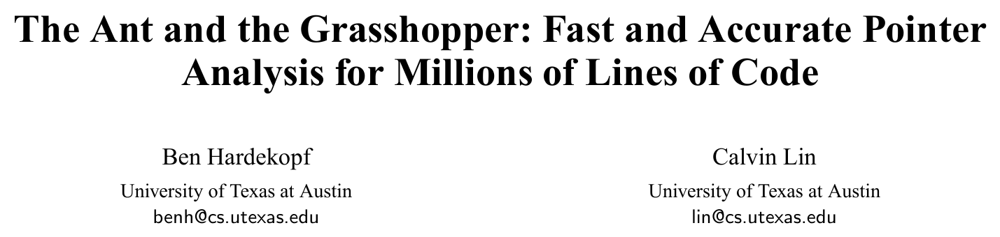 The Ant and the Grasshopper: Fast and Accurate Pointer
Analysis for Millions of Lines of Code
Ben Hardekopf
University of Texas at Austin
benh@cs.utexas.edu
Calvin Lin
University of Texas at Austin
lin@cs.utexas.edu